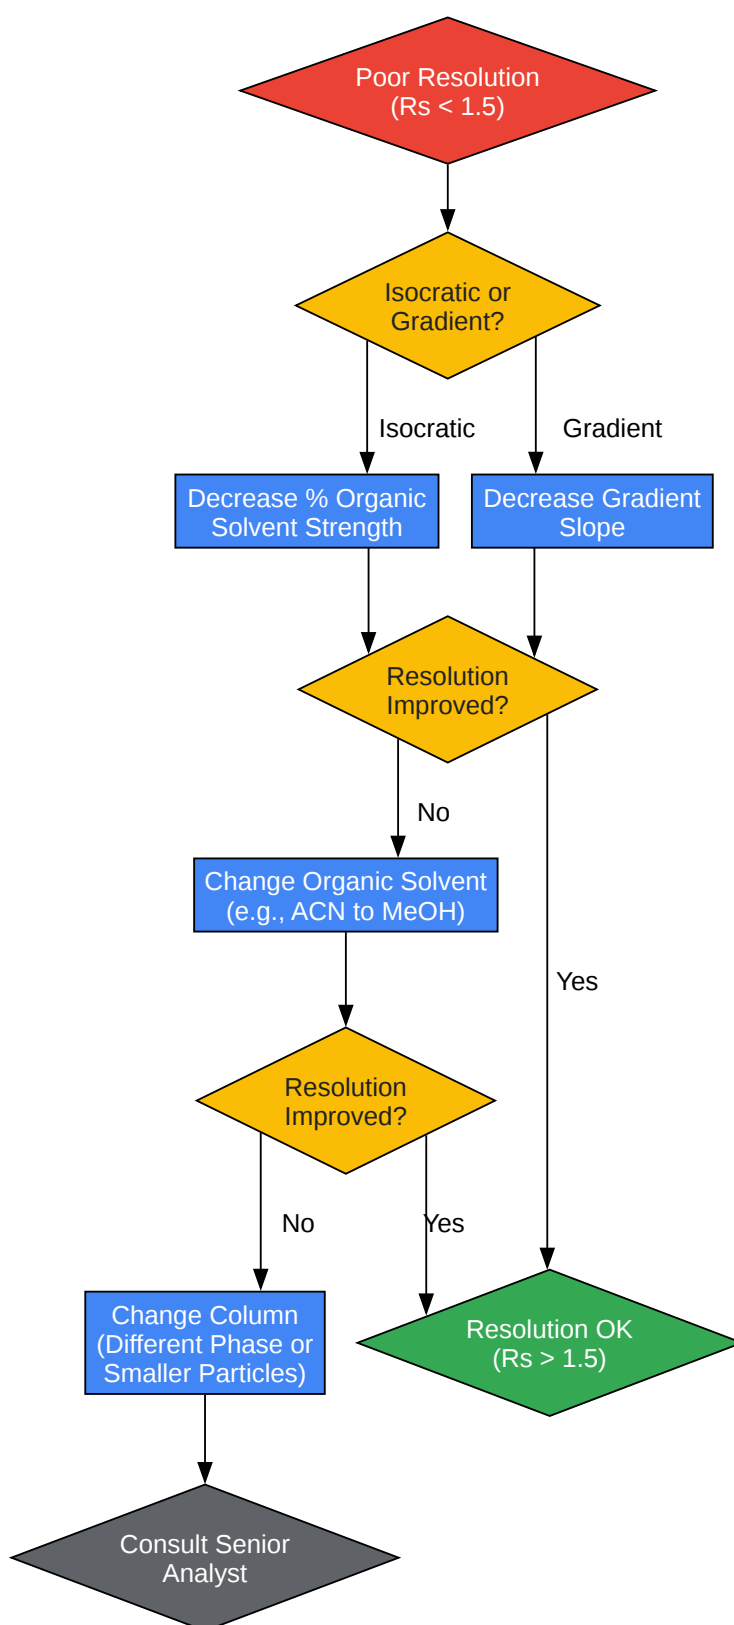 Poor Resolution
(Rs < 1.5)
Isocratic or
Gradient?
Isocratic
Gradient
Decrease % Organic
Solvent Strength
Decrease Gradient
Slope
Resolution
Improved?
No
Change Organic Solvent
(e.g., ACN to MeOH)
Yes
Resolution
Improved?
No
Yes
Change Column
(Different Phase or
Smaller Particles)
Resolution OK
(Rs > 1.5)
Consult Senior
Analyst